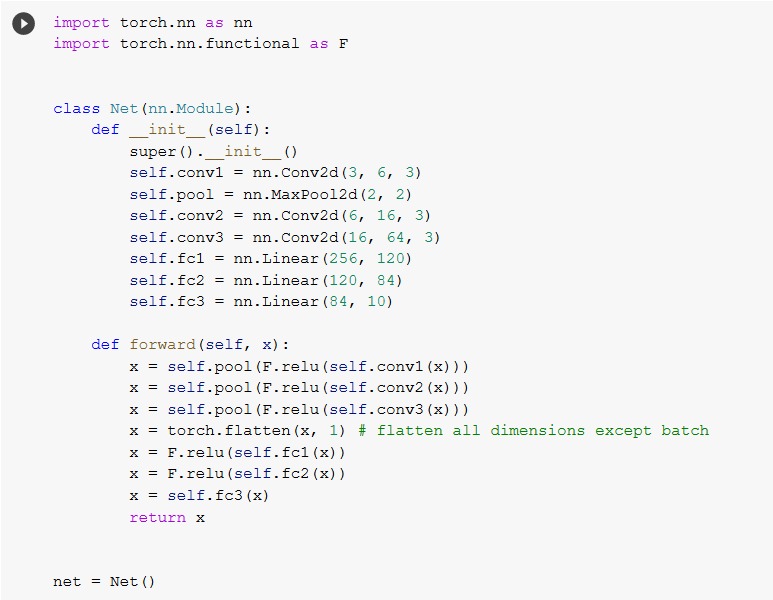 import torch.nn as nn
import torch.nn.functional as F
class Net(nn.Module):
    def __init__(self):
        super().__init__()
        self.conv1 = nn.Conv2d(3, 6, 3)
        self.pool = nn.MaxPool2d(2, 2)
        self.conv2 = nn.Conv2d(6, 16, 3)
        self.conv3 = nn.Conv2d(16, 64, 3)
        self.fc1 = nn.Linear(256, 120)
        self.fc2 = nn.Linear(120, 84)
        self.fc3 = nn.Linear(84, 10)
    def forward(self, x):
        x = self.pool(F.relu(self.conv1(x)))
        x = self.pool(F.relu(self.conv2(x)))
        x = self.pool(F.relu(self.conv3(x)))
        x = torch.flatten(x, 1) # flatten all dimensions except batch
        x = F.relu(self.fc1(x))
        x = F.relu(self.fc2(x))
        x = self.fc3(x)
        return x
net = Net()